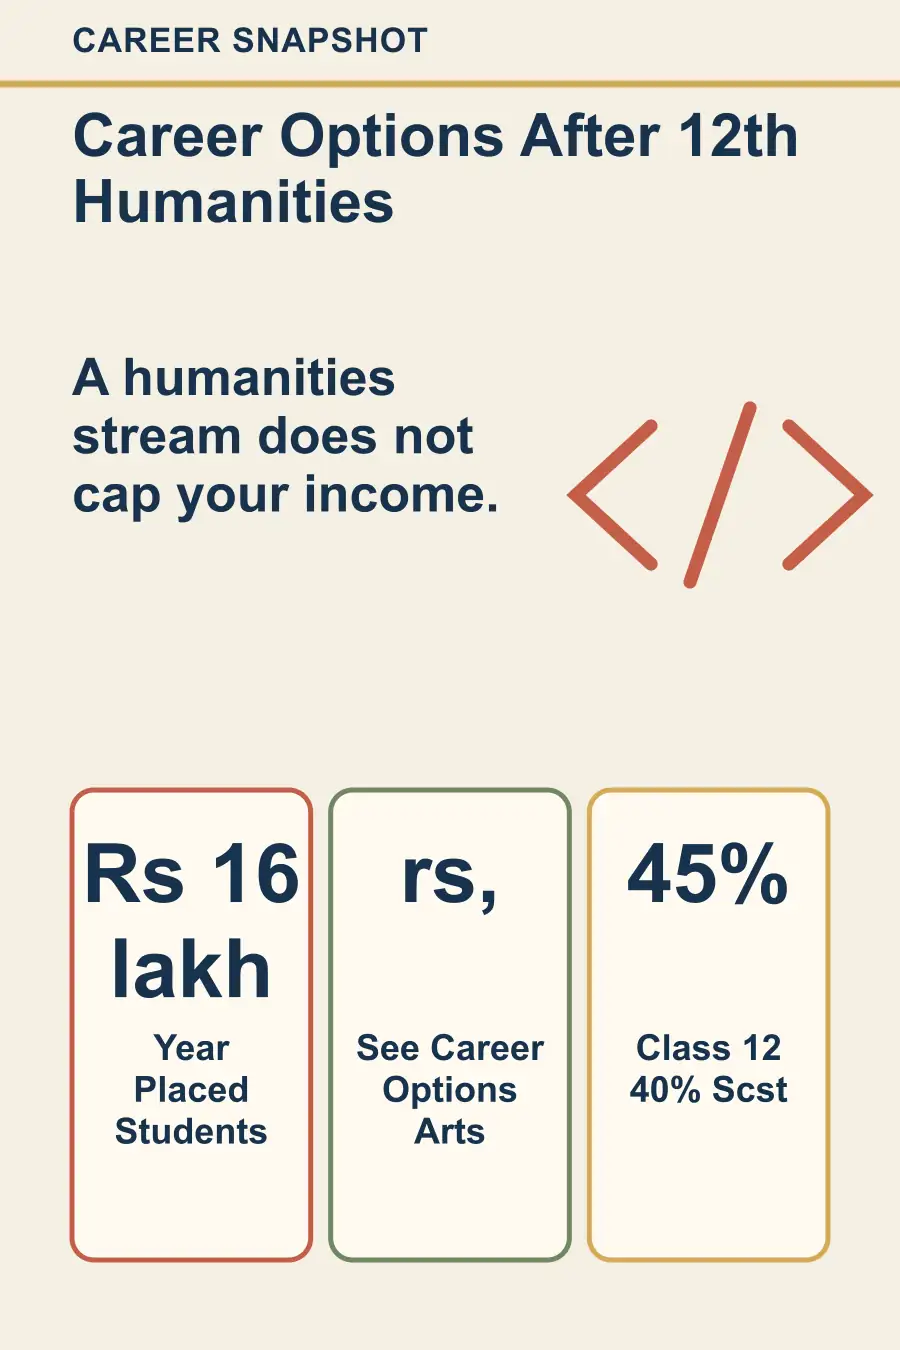 CAREER SNAPSHOT
Career Options After 12th
Humanities
A humanities
stream does not
cap your income.
Rs 16
lakh
Year
Placed
Students
rs,
See Career
Options
Arts
45%
Class 12
40% Scst